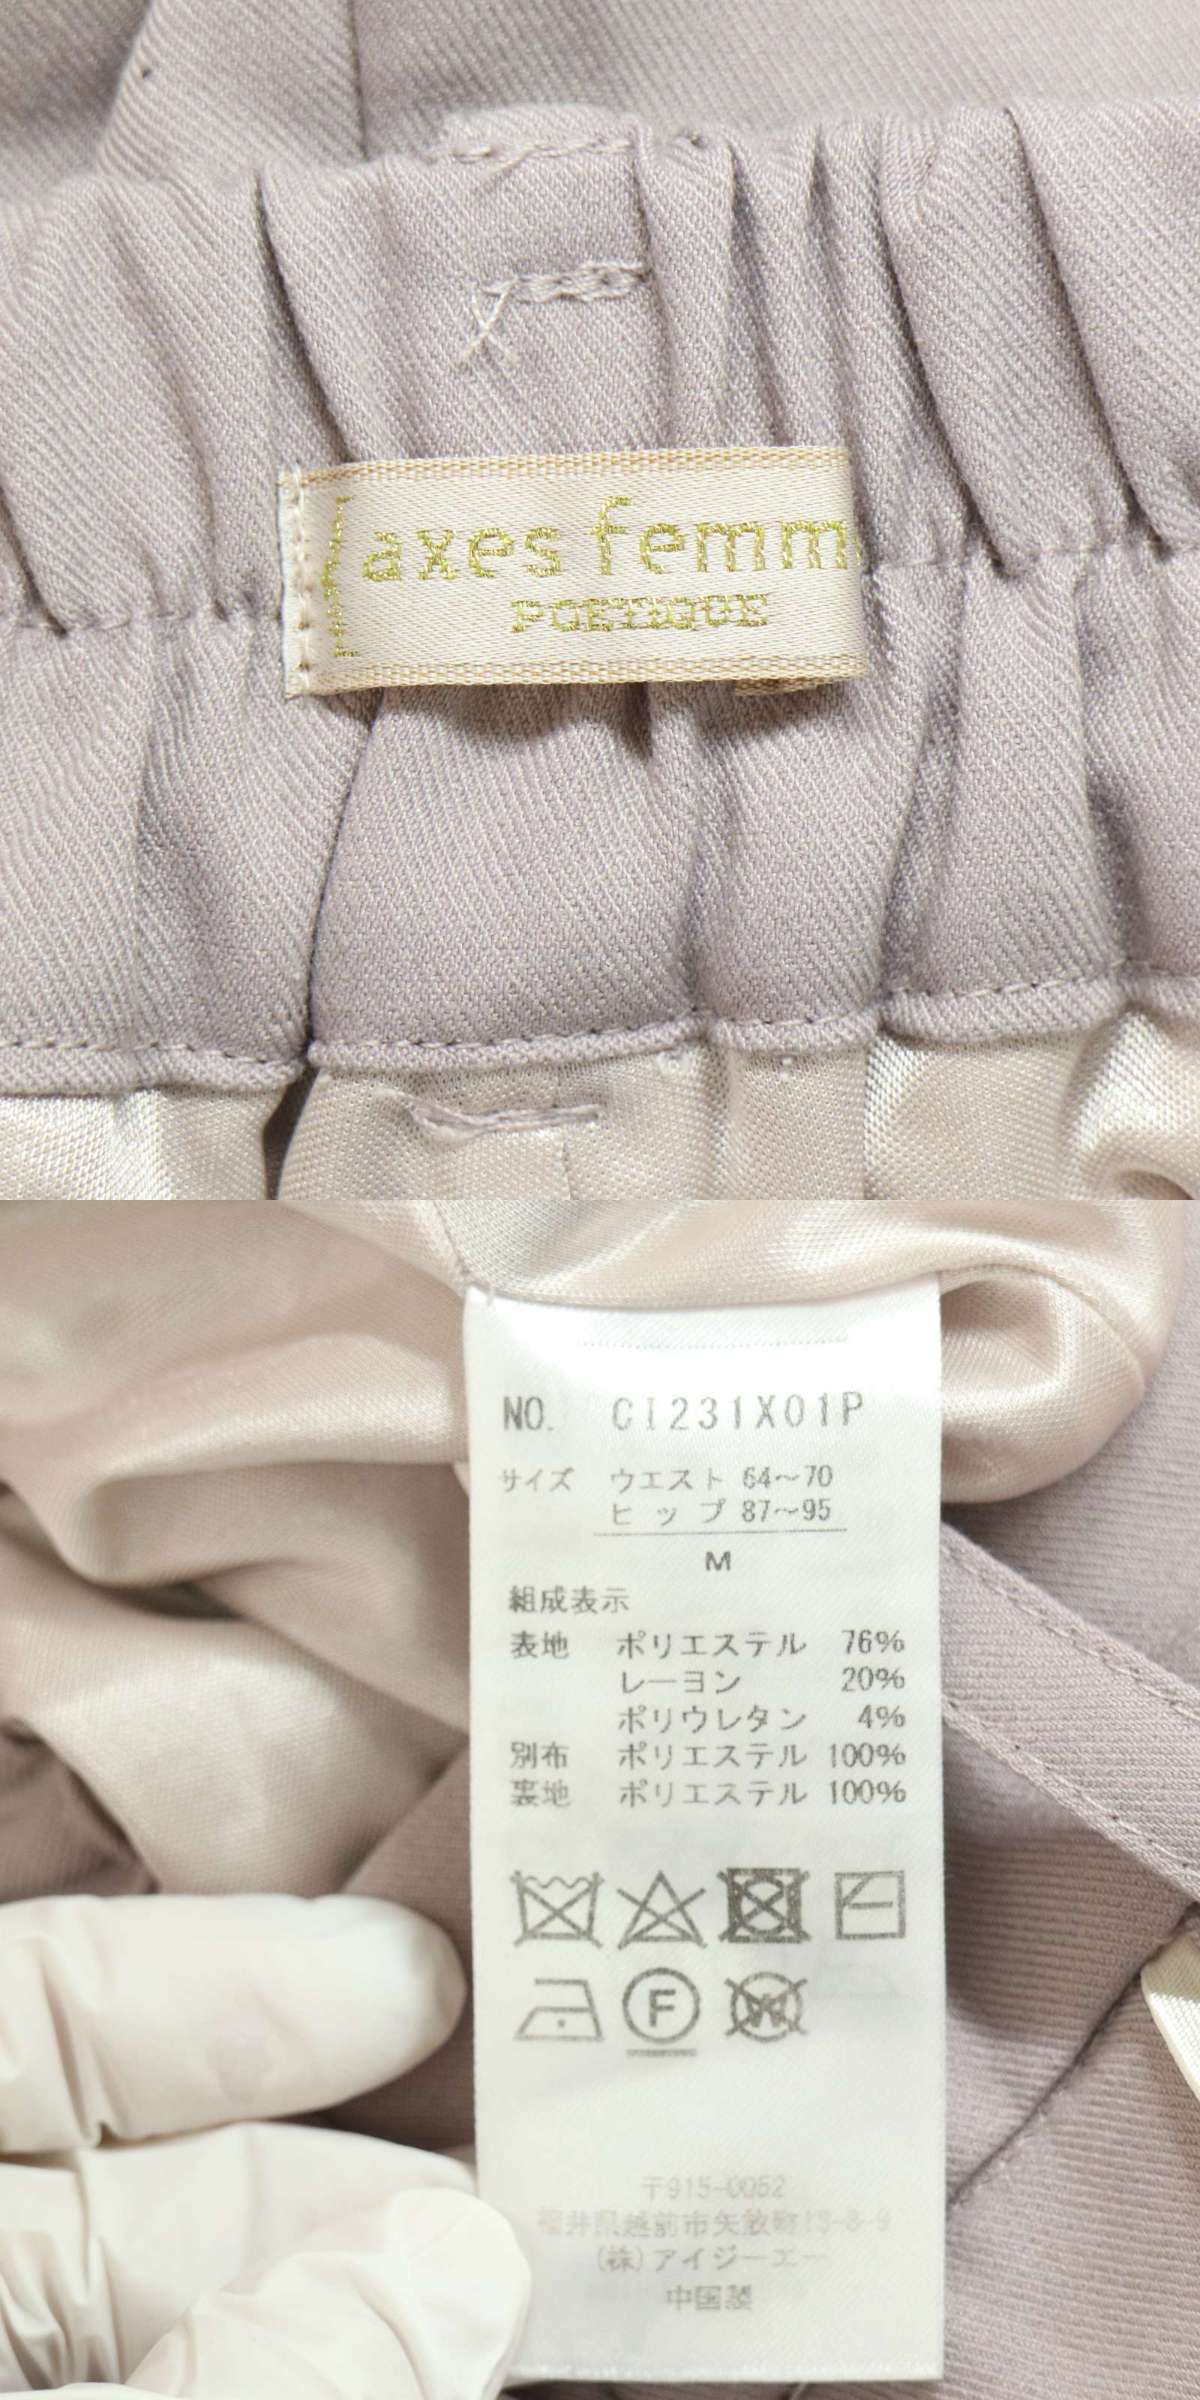 axes femm
POETIQUE
NO. CI231X01P
サイズ ウエスト 64～70
ヒップ 87～95
M
組成表示
表地 ポリエステル 76%
レーヨン 20%
ポリウレタン 4%
別布 ポリエステル 100%
裏地 ポリエステル 100%
F
W
〒915-0052
福井県越前市矢放町13-8-9
(株)アイジーエー
中国製